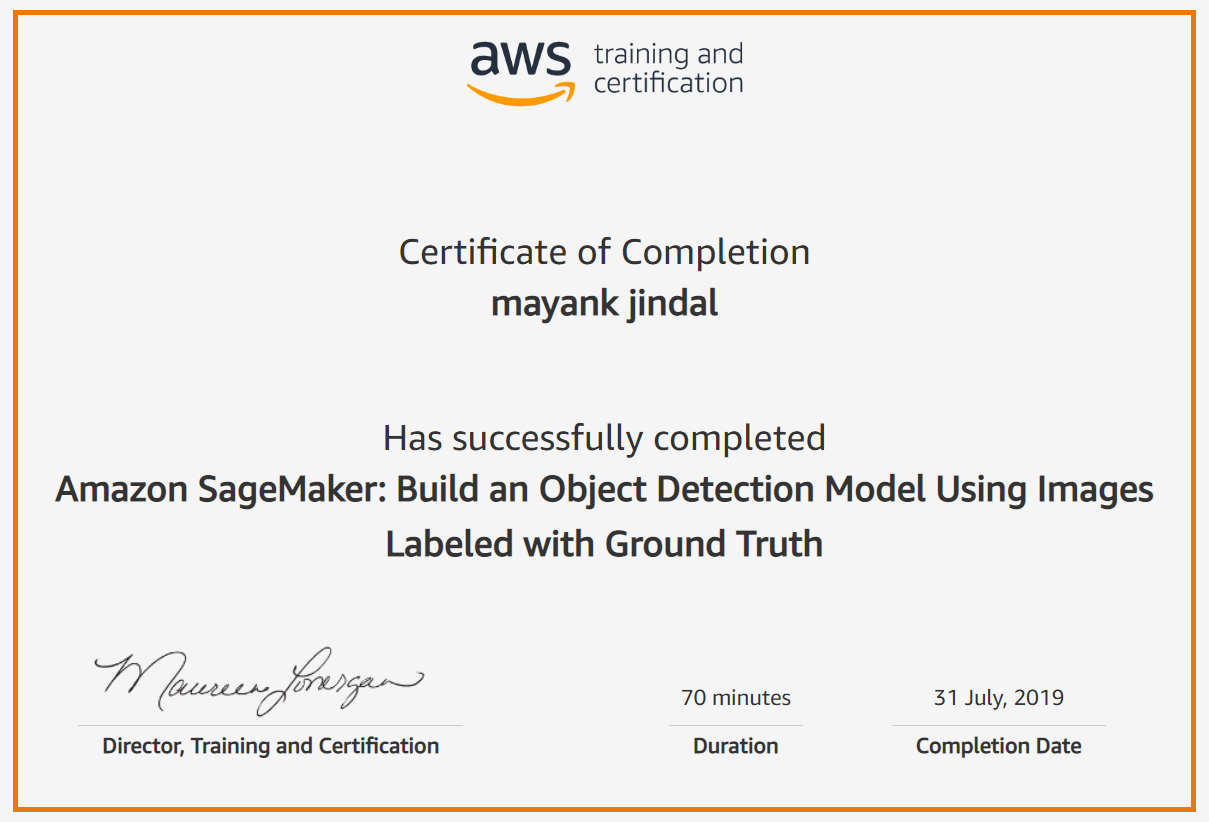 aws training and
certification
Certificate of Completion
mayank jindal
Has successfully completed
Amazon SageMaker: Build an Object Detection Model Using Images
Labeled with Ground Truth
Maureen Lonergan
70 minutes
31 July, 2019
Director, Training and Certification
Duration
Completion Date